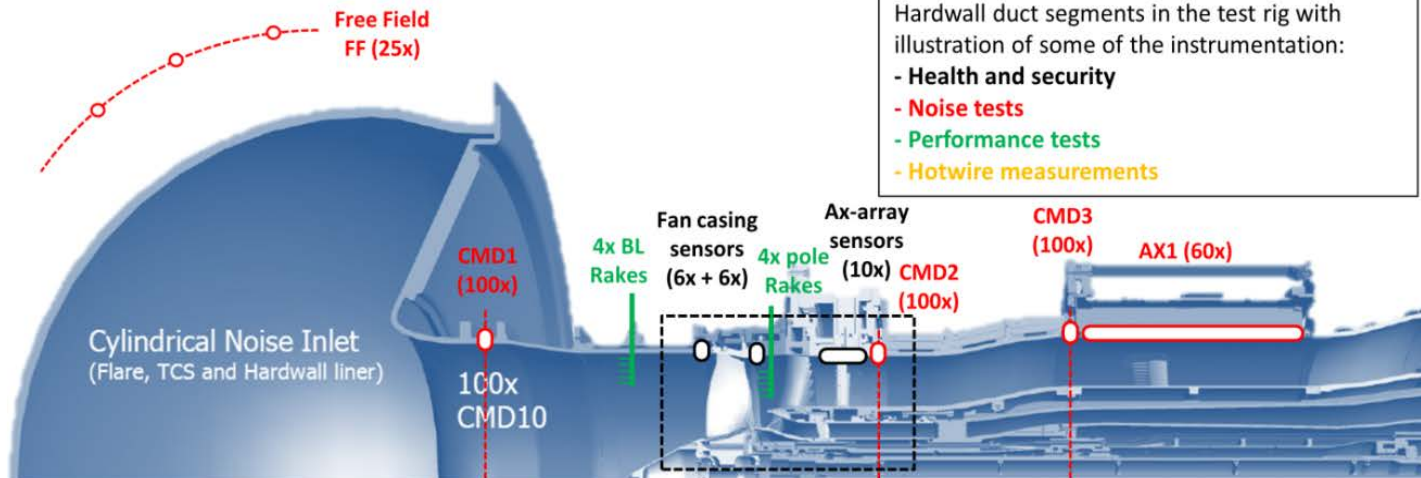 Free Field
FF (25x)
Hardwall duct segments in the test rig with
illustration of some of the instrumentation:
- Health and security
- Noise tests
- Performance tests
- Hotwire measurements
CMD1
(100x)
4x BL
Rakes
Fan casing
sensors
(6x + 6x)
4x pole
Rakes
Ax-array
sensors
(10x)
CMD2
(100x)
CMD3
(100x)
AX1 (60x)
Cylindrical Noise Inlet
(Flare, TCS and Hardwall liner)
100x
CMD10